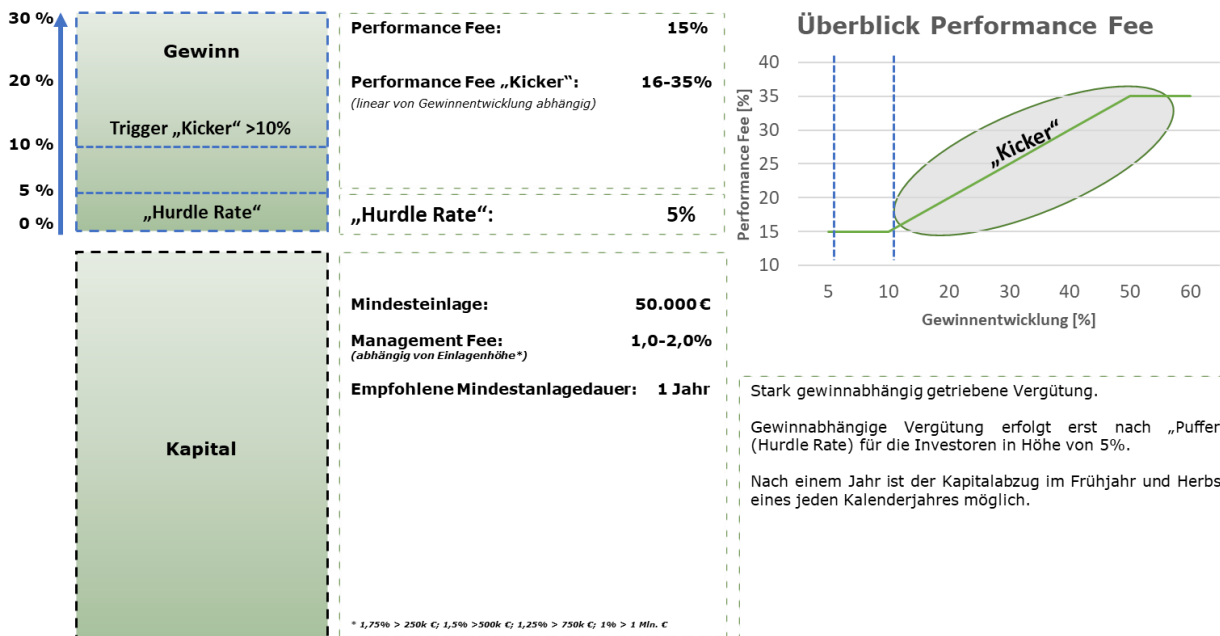 30 %
20 %
10 %
5 %
0 %
Gewinn
Trigger „Kicker“ >10%
„Hurdle Rate“
Kapital
Performance Fee: 15%
Performance Fee „Kicker“: 16-35%
(linear von Gewinnentwicklung abhängig)
„Hurdle Rate“: 5%
Mindesteinlage: 50.000 €
Management Fee: 1,0-2,0%
(abhängig von Einlagenhöhe*)
Empfohlene Mindestanlagedauer: 1 Jahr
* 1,75% > 250k €; 1,5% >500k €; 1,25% > 750k €; 1% > 1 Mln. €
Überblick Performance Fee
Performance Fee [%]
40
35
30
25
20
15
10
„Kicker“
5 10 20 30 40 50 60
Gewinnentwicklung [%]
Stark gewinnabhängig getriebene Vergütung.
Gewinnabhängige Vergütung erfolgt erst nach „Puffer
(Hurdle Rate) für die Investoren in Höhe von 5%.
Nach einem Jahr ist der Kapitalabzug im Frühjahr und Herbs
eines jeden Kalenderjahres möglich.